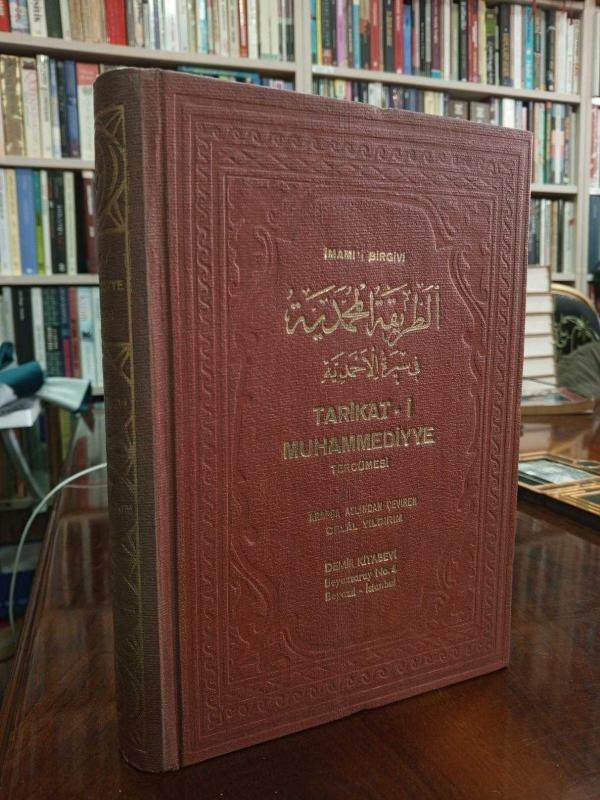 İMAMI'İ BİRGİVİ
الطريقة المحمدية
في سيرة الأحمدية
TARİKAT - İ
MUHAMMEDİYYE
TERCÜMESİ
ARAPÇA ASLINDAN ÇEVİREN
CELÂL YILDIRIM
DEMİR KİTABEVİ
Beyazsaray No. 4
Beyazıt - İstanbul